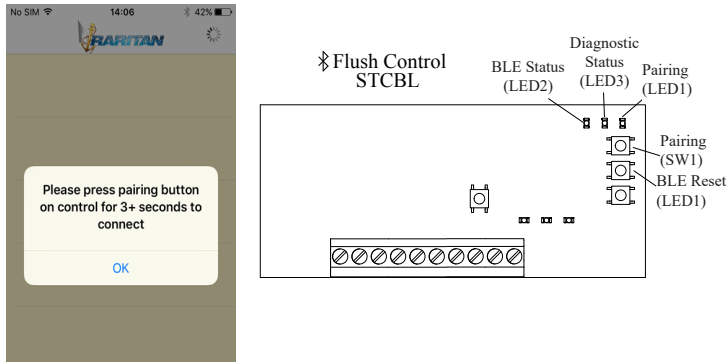 No SIM 14:06 42%
RARITAN
Please press pairing button
on control for 3+ seconds to
connect
OK
Flush Control
STCBL
BLE Status
(LED2)
Diagnostic
Status
(LED3)
Pairing
(LED1)
Pairing
(SW1)
BLE Reset
(LED1)